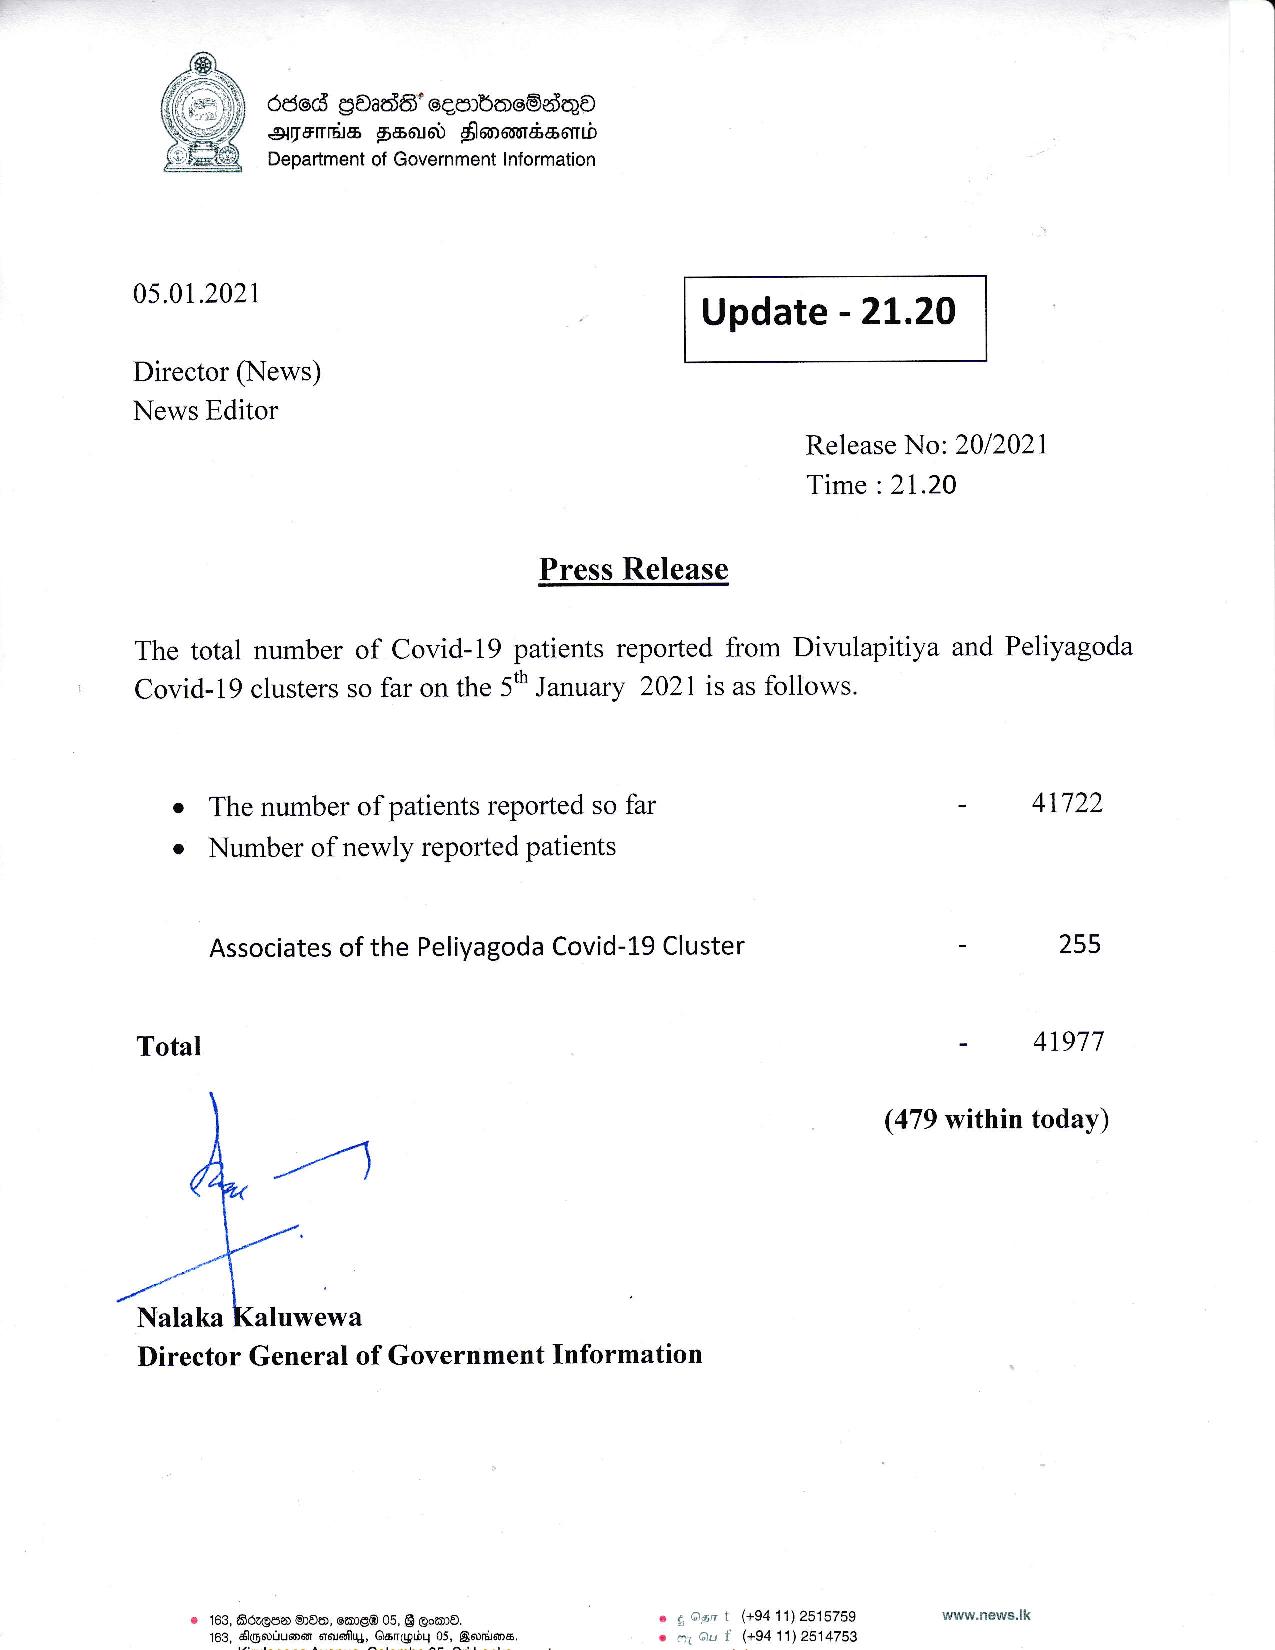 රජයේ ප්‍රවෘත්ති දෙපාර්තමේන්තුව
அரசாங்க தகவல் திணைக்களம்
Department of Government Information
05.01.2021
Update - 21.20
Director (News)
News Editor
Release No: 20/2021
Time : 21.20
Press Release
The total number of Covid-19 patients reported from Divulapitiya and Peliyagoda
Covid-19 clusters so far on the 5th January 2021 is as follows.
• The number of patients reported so far - 41722
• Number of newly reported patients
Associates of the Peliyagoda Covid-19 Cluster - 255
Total - 41977
(479 within today)
Nalaka Kaluwewa
Director General of Government Information
• 163, කිරුලපන මාවත, කොළඹ 05, ශ්‍රී ලංකාව.
163, கிருலப்பனை எவனியூ, கொழும்பு 05, இலங்கை.
• දු தொ t (+94 11) 2515759
• ෆැ பெ f (+94 11) 2514753
www.news.lk